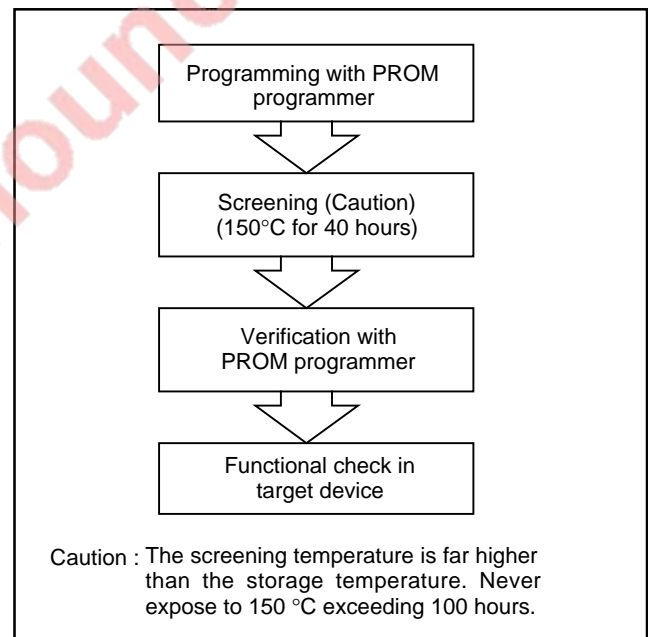 Programming with PROM
programmer
Screening (Caution)
(150°C for 40 hours)
Verification with
PROM programmer
Functional check in
target device
Caution : The screening temperature is far higher
than the storage temperature. Never
expose to 150 °C exceeding 100 hours.